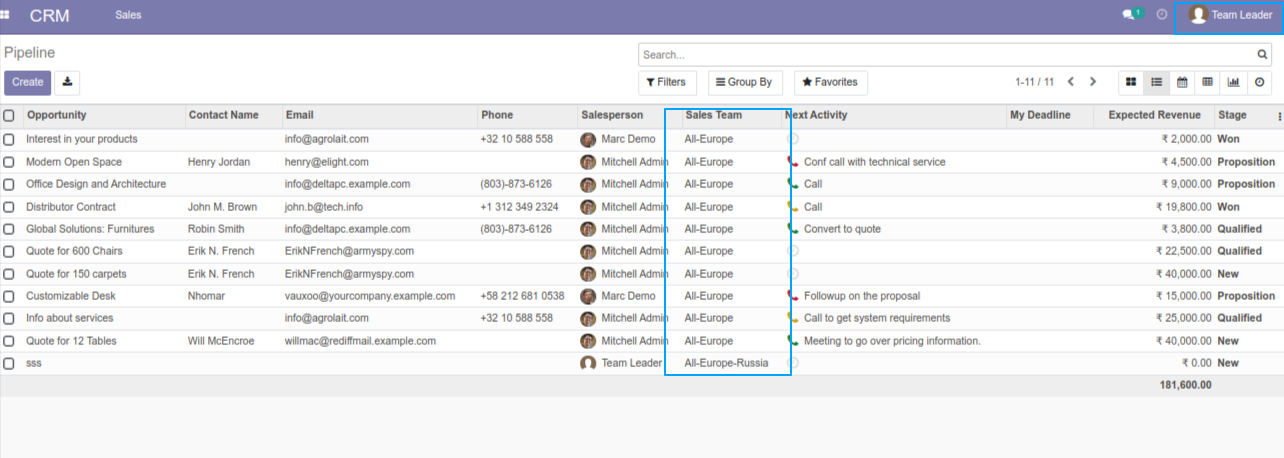 CRM Sales 1 Team Leader
Pipeline Search...
Create Filters Group By Favorites 1-11 / 11
Opportunity Contact Name Email Phone Salesperson Sales Team Next Activity My Deadline Expected Revenue Stage
Interest in your products info@agrolait.com +32 10 588 558 Marc Demo All-Europe ₹ 2,000.00 Won
Modern Open Space Henry Jordan henry@elight.com Mitchell Admin All-Europe Conf call with technical service ₹ 4,500.00 Proposition
Office Design and Architecture info@deltapc.example.com (803)-873-6126 Mitchell Admin All-Europe Call ₹ 9,000.00 Proposition
Distributor Contract John M. Brown john.b@tech.info +1 312 349 2324 Mitchell Admin All-Europe Call ₹ 19,800.00 Won
Global Solutions: Furnitures Robin Smith info@deltapc.example.com (803)-873-6126 Mitchell Admin All-Europe Convert to quote ₹ 3,800.00 Qualified
Quote for 600 Chairs Erik N. French ErikNFrench@armyspy.com Mitchell Admin All-Europe ₹ 22,500.00 Qualified
Quote for 150 carpets Erik N. French ErikNFrench@armyspy.com Mitchell Admin All-Europe ₹ 40,000.00 New
Customizable Desk Nhomar vauxoo@yourcompany.example.com +58 212 681 0538 Marc Demo All-Europe Followup on the proposal ₹ 15,000.00 Proposition
Info about services info@agrolait.com +32 10 588 558 Mitchell Admin All-Europe Call to get system requirements ₹ 25,000.00 Qualified
Quote for 12 Tables Will McEncroe willmac@rediffmail.example.com Mitchell Admin All-Europe Meeting to go over pricing information. ₹ 40,000.00 New
sss Team Leader All-Europe-Russia ₹ 0.00 New
181,600.00